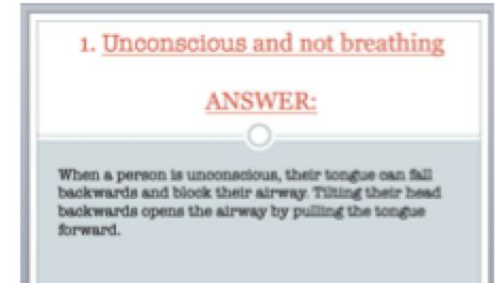 1. Unconscious and not breathing
ANSWER:
When a person is unconscious, their tongue can fall
backwards and block their airway. Tilting their head
backwards opens the airway by pulling the tongue
forward.